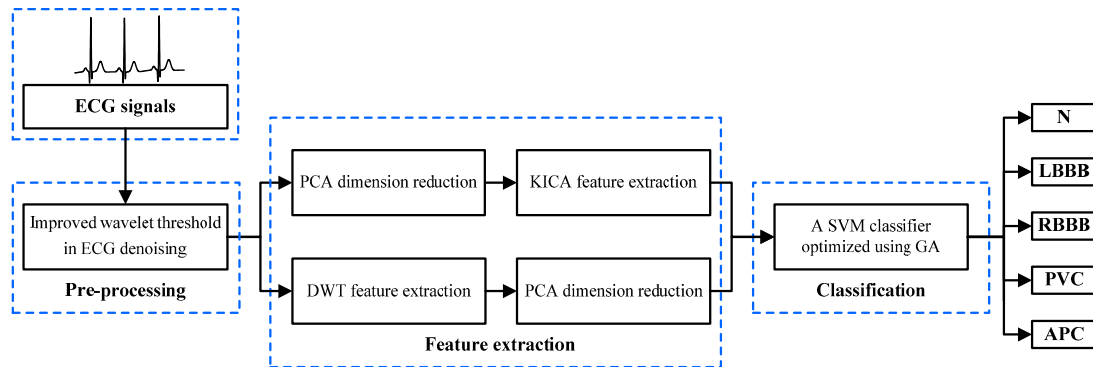 ECG signals
Improved wavelet threshold
in ECG denoising
Pre-processing
PCA dimension reduction
KICA feature extraction
DWT feature extraction
PCA dimension reduction
Feature extraction
A SVM classifier
optimized using GA
Classification
N
LBBB
RBBB
PVC
APC